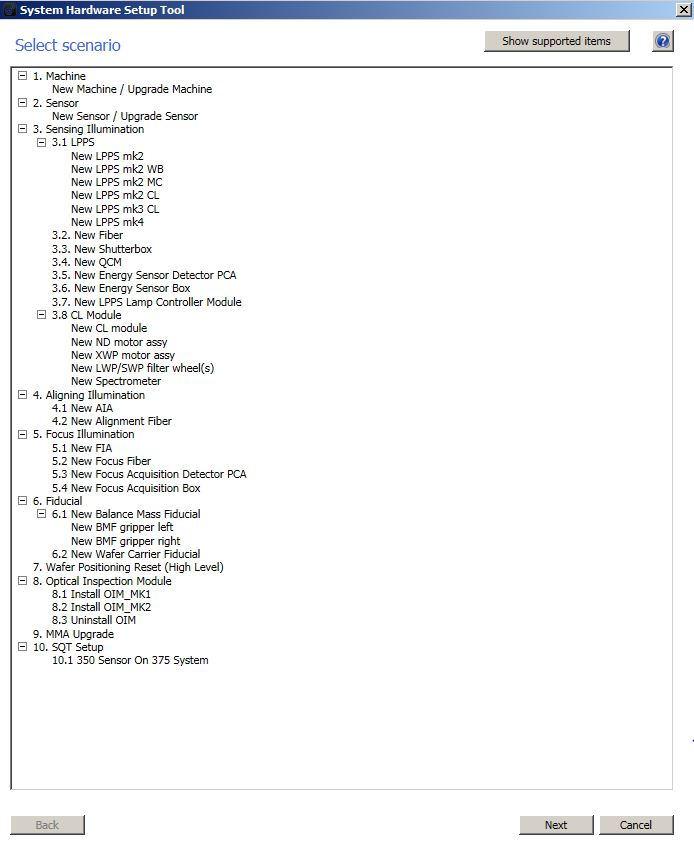 System Hardware Setup Tool
Select scenario
Show supported items
?
1. Machine
New Machine / Upgrade Machine
2. Sensor
New Sensor / Upgrade Sensor
3. Sensing Illumination
3.1 LPPS
New LPPS mk2
New LPPS mk2 WB
New LPPS mk2 MC
New LPPS mk2 CL
New LPPS mk3 CL
New LPPS mk4
3.2. New Fiber
3.3. New Shutterbox
3.4. New QCM
3.5. New Energy Sensor Detector PCA
3.6. New Energy Sensor Box
3.7. New LPPS Lamp Controller Module
3.8 CL Module
New CL module
New ND motor assy
New XWP motor assy
New LWP/SWP filter wheel(s)
New Spectrometer
4. Aligning Illumination
4.1 New AIA
4.2 New Alignment Fiber
5. Focus Illumination
5.1 New FIA
5.2 New Focus Fiber
5.3 New Focus Acquisition Detector PCA
5.4 New Focus Acquisition Box
6. Fiducial
6.1 New Balance Mass Fiducial
New BMF gripper left
New BMF gripper right
6.2 New Wafer Carrier Fiducial
7. Wafer Positioning Reset (High Level)
8. Optical Inspection Module
8.1 Install OIM_MK1
8.2 Install OIM_MK2
8.3 Uninstall OIM
9. MMA Upgrade
10. SQT Setup
10.1 350 Sensor On 375 System
Back
Next
Cancel